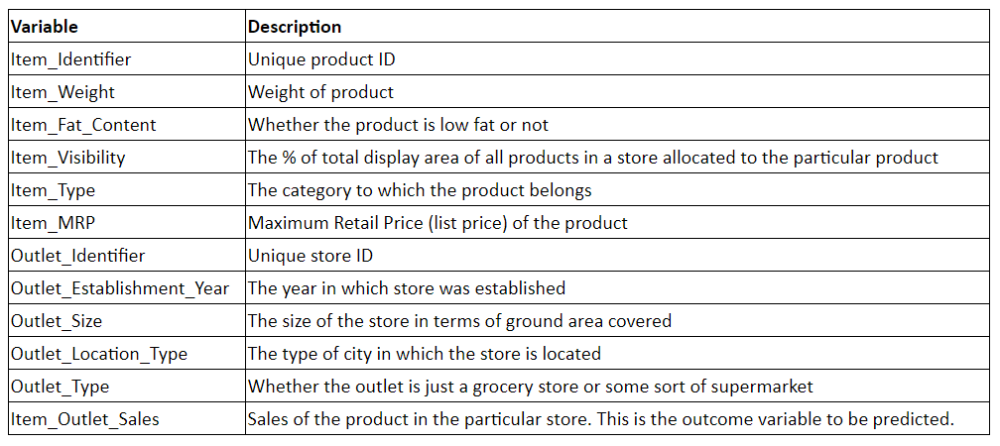 Variable Description
Item_Identifier Unique product ID
Item_Weight Weight of product
Item_Fat_Content Whether the product is low fat or not
Item_Visibility The % of total display area of all products in a store allocated to the particular product
Item_Type The category to which the product belongs
Item_MRP Maximum Retail Price (list price) of the product
Outlet_Identifier Unique store ID
Outlet_Establishment_Year The year in which store was established
Outlet_Size The size of the store in terms of ground area covered
Outlet_Location_Type The type of city in which the store is located
Outlet_Type Whether the outlet is just a grocery store or some sort of supermarket
Item_Outlet_Sales Sales of the product in the particular store. This is the outcome variable to be predicted.